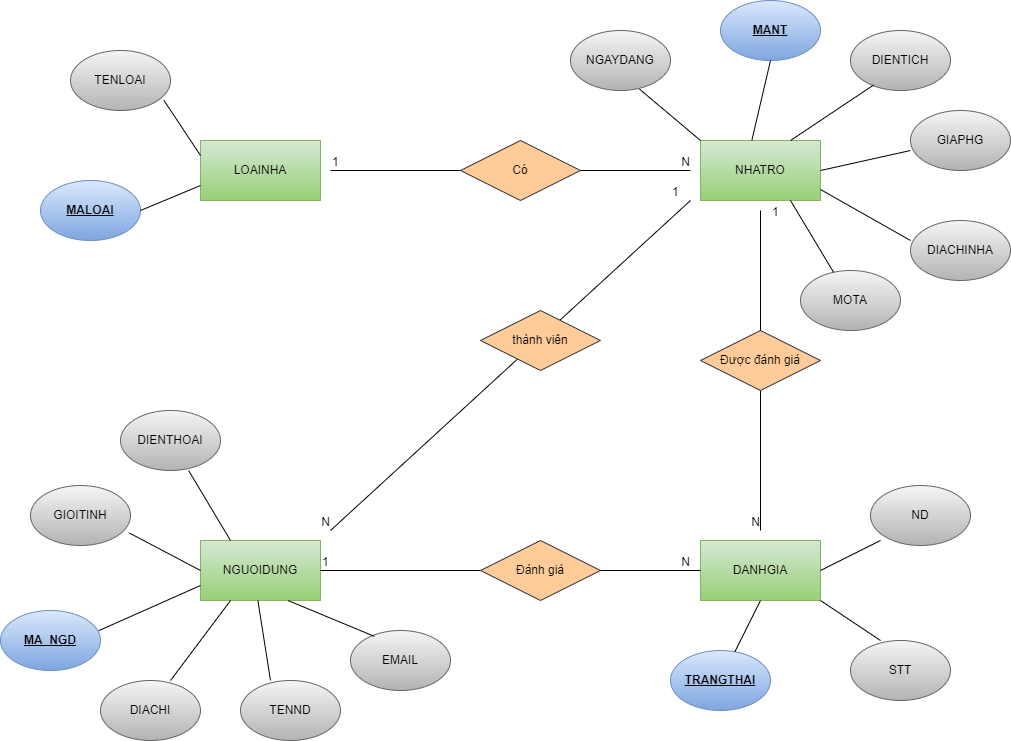 MANT
NGAYDANG
DIENTICH
TENLOAI
GIAPHG
LOAINHA
1
Có
N
NHATRO
1
MALOAI
1
DIACHINHA
MOTA
thành viên
Được đánh giá
DIENTHOAI
GIOITINH
ND
N
N
NGUOIDUNG
1
Đánh giá
N
DANHGIA
MA_NGD
EMAIL
STT
TRANGTHAI
DIACHI
TENND